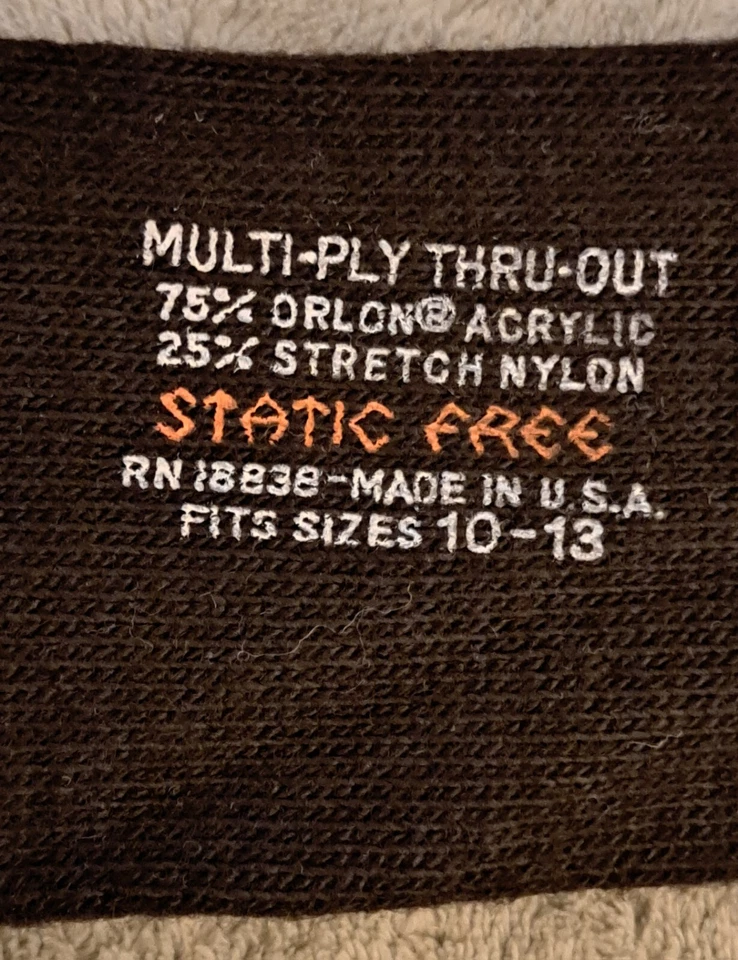 MULTI-PLY THRU-OUT
75% ORLON® ACRYLIC
25% STRETCH NYLON
STATIC FREE
RN 18838-MADE IN U.S.A.
FITS SIZES 10-13